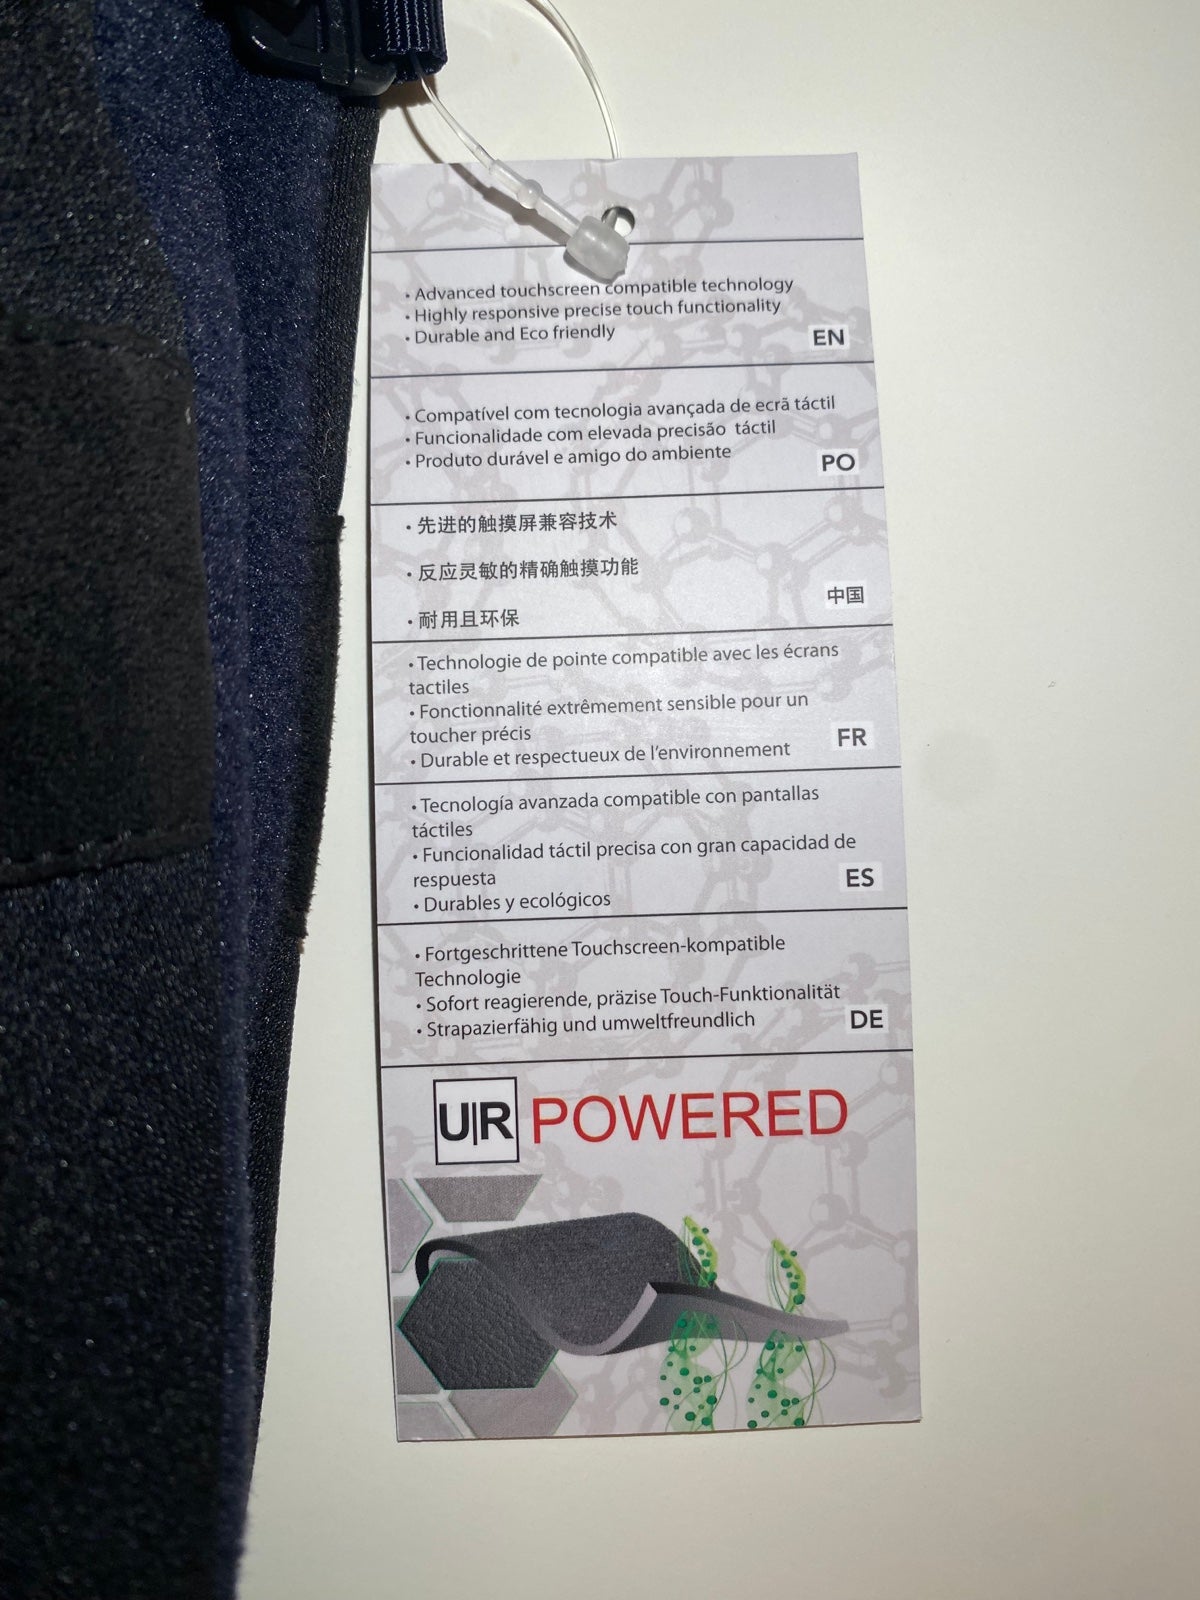 • Advanced touchscreen compatible technology
• Highly responsive precise touch functionality
• Durable and Eco friendly
EN
• Compatível com tecnologia avançada de ecrã táctil
• Funcionalidade com elevada precisão táctil
• Produto durável e amigo do ambiente
PO
• 先进的触摸屏兼容技术
• 反应灵敏的精确触摸功能
• 耐用且环保
中国
• Technologie de pointe compatible avec les écrans
tactiles
• Fonctionnalité extrêmement sensible pour un
toucher précis
• Durable et respectueux de l'environnement
FR
• Tecnología avanzada compatible con pantallas
táctiles
• Funcionalidad táctil precisa con gran capacidad de
respuesta
• Durables y ecológicos
ES
• Fortgeschrittene Touchscreen-kompatible
Technologie
• Sofort reagierende, präzise Touch-Funktionalität
• Strapazierfähig und umweltfreundlich
DE
U|R POWERED